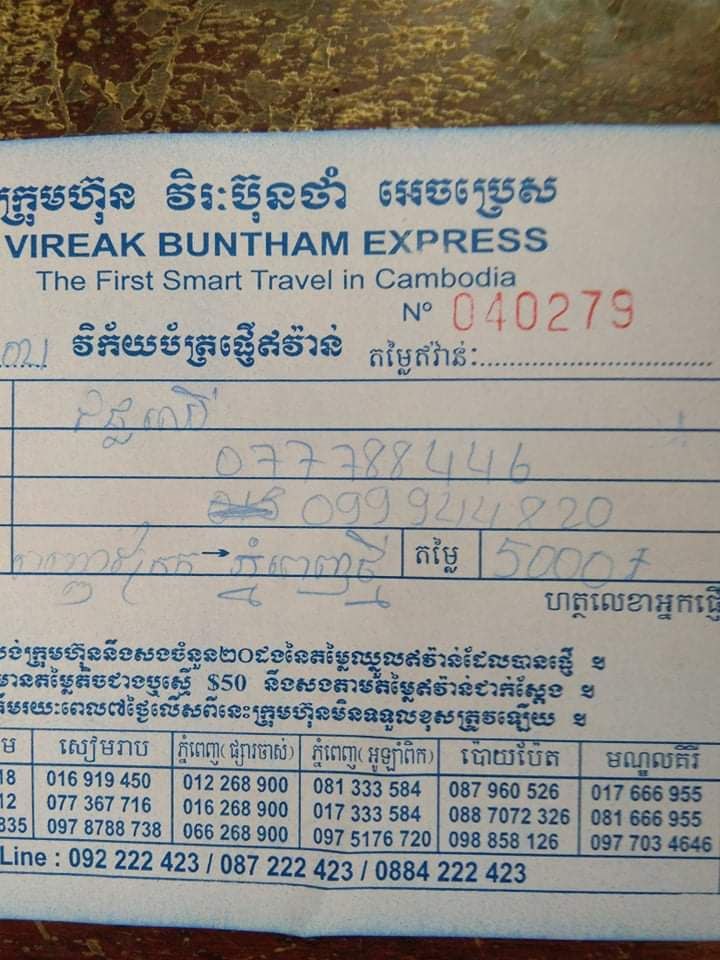 ក្រុមហ៊ុន វិរៈប៊ុនថាំ អេចប្រេស
VIREAK BUNTHAM EXPRESS
The First Smart Travel in Cambodia
Nº 040279
វិក័យប័ត្រផ្ញើឥវ៉ាន់ តម្លៃឥវ៉ាន់:
077788446
099944820
→ ភ្នំពេញថ្មី តម្លៃ 5000៛
ហត្ថលេខាអ្នកផ្ញើ
ក្រុមហ៊ុននឹងសងចំនួន២០ដងនៃតម្លៃឈ្នួលឥវ៉ាន់ដែលបានផ្ញើ ។
មានតម្លៃតិចជាងឬស្មើ $50 នឹងសងតាមតម្លៃឥវ៉ាន់ជាក់ស្តែង ។
រយៈពេល៧ថ្ងៃលើសពីនេះក្រុមហ៊ុនមិនទទួលខុសត្រូវឡើយ ។
សៀមរាប ភ្នំពេញ(ផ្សារចាស់) ភ្នំពេញ(អូឡាំពិក) ប៉ោយប៉ែត មណ្ឌលគិរី
18 016 919 450 012 268 900 081 333 584 087 960 526 017 666 955
12 077 367 716 016 268 900 017 333 584 088 7072 326 081 666 955
835 097 8788 738 066 268 900 097 5176 720 098 858 126 097 703 4646
Line : 092 222 423 / 087 222 423 / 0884 222 423